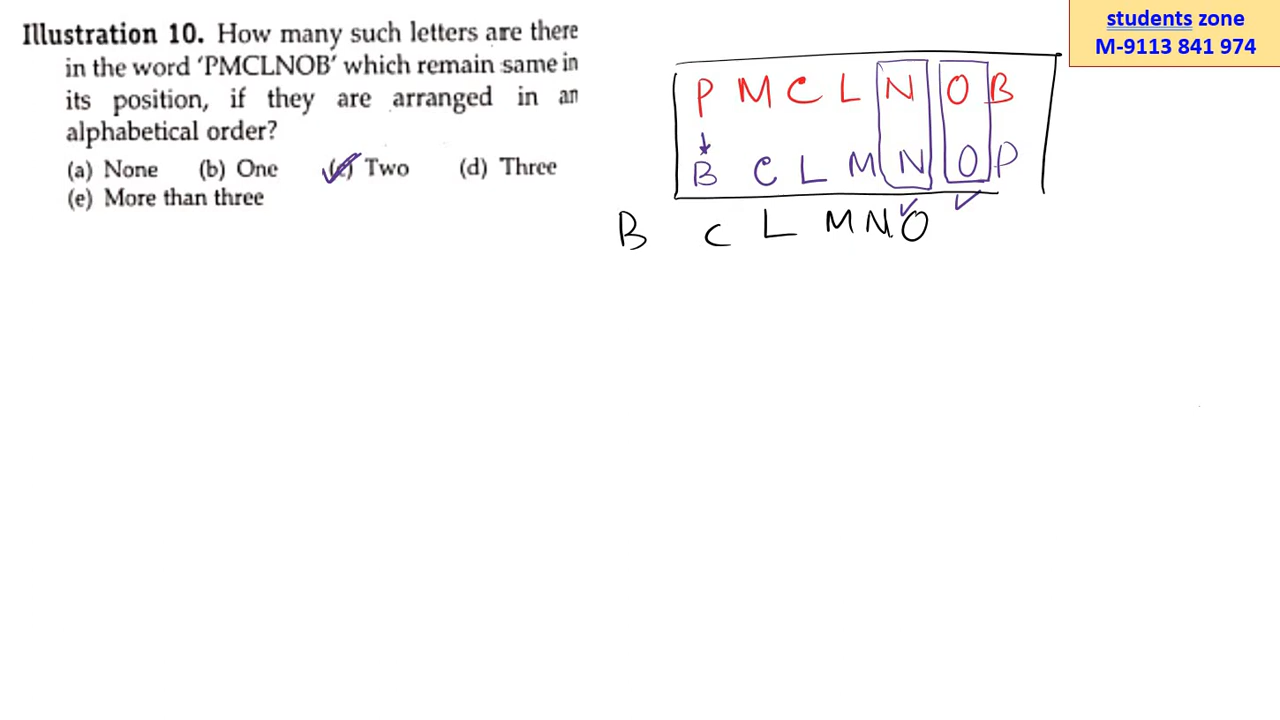 Illustration 10. How many such letters are there
in the word ‘PMCLNOB’ which remain same in
its position, if they are arranged in an
alphabetical order?
(a) None (b) One (c) Two (d) Three
(e) More than three
students zone
M-9113 841 974
P M C L N O B
B C L M N O P
B C L M N O